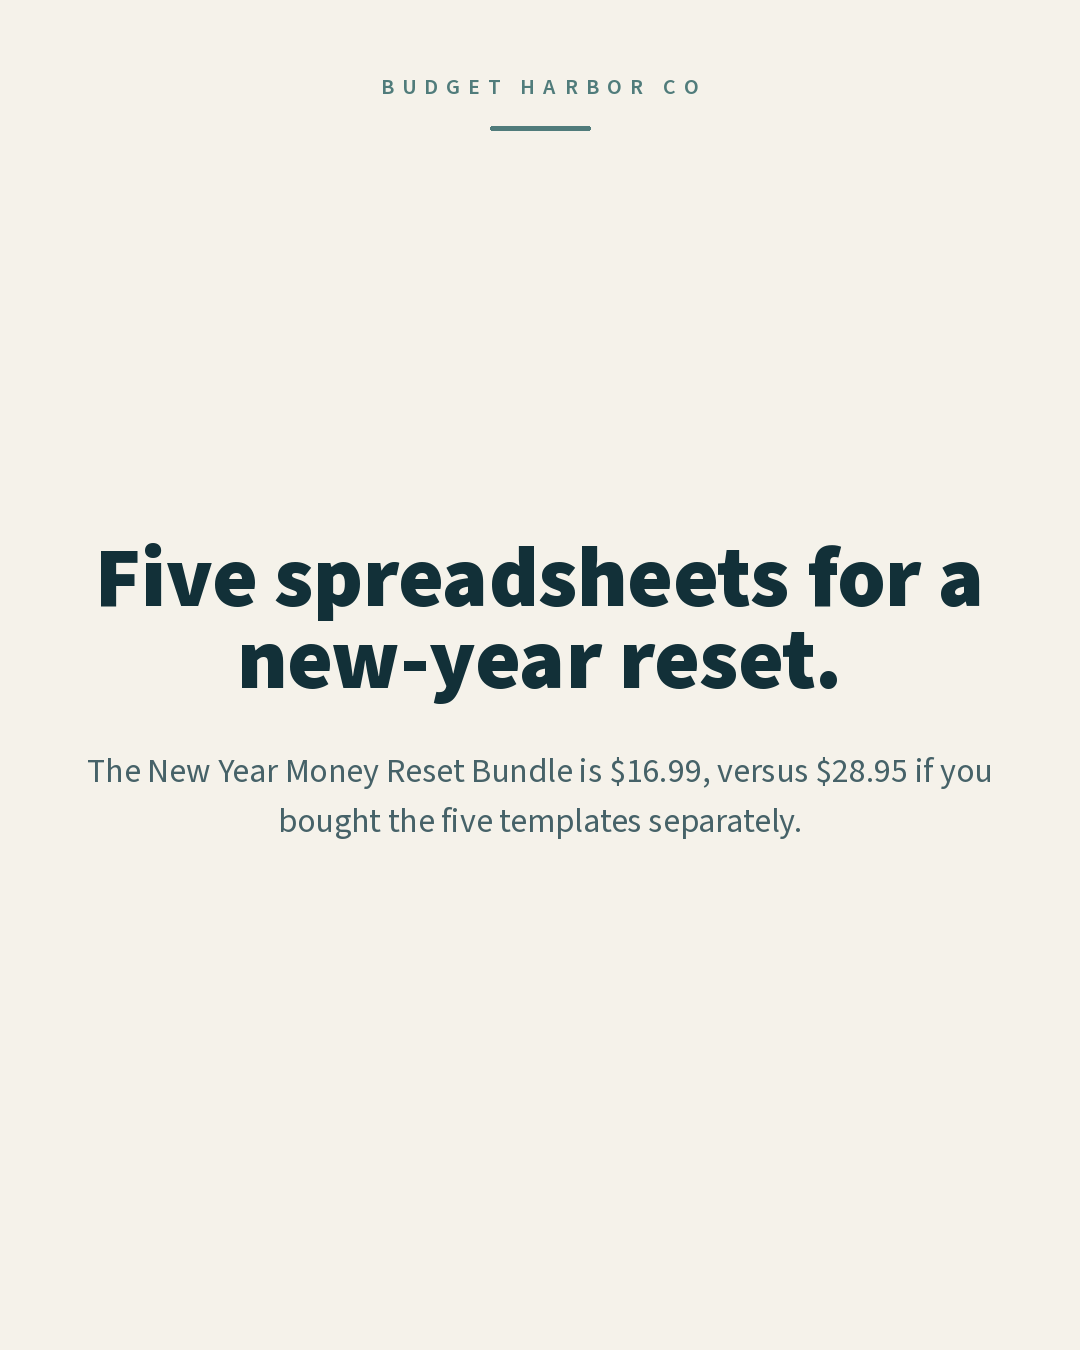 BUDGET HARBOR CO
Five spreadsheets for a
new-year reset.
The New Year Money Reset Bundle is $16.99, versus $28.95 if you
bought the five templates separately.